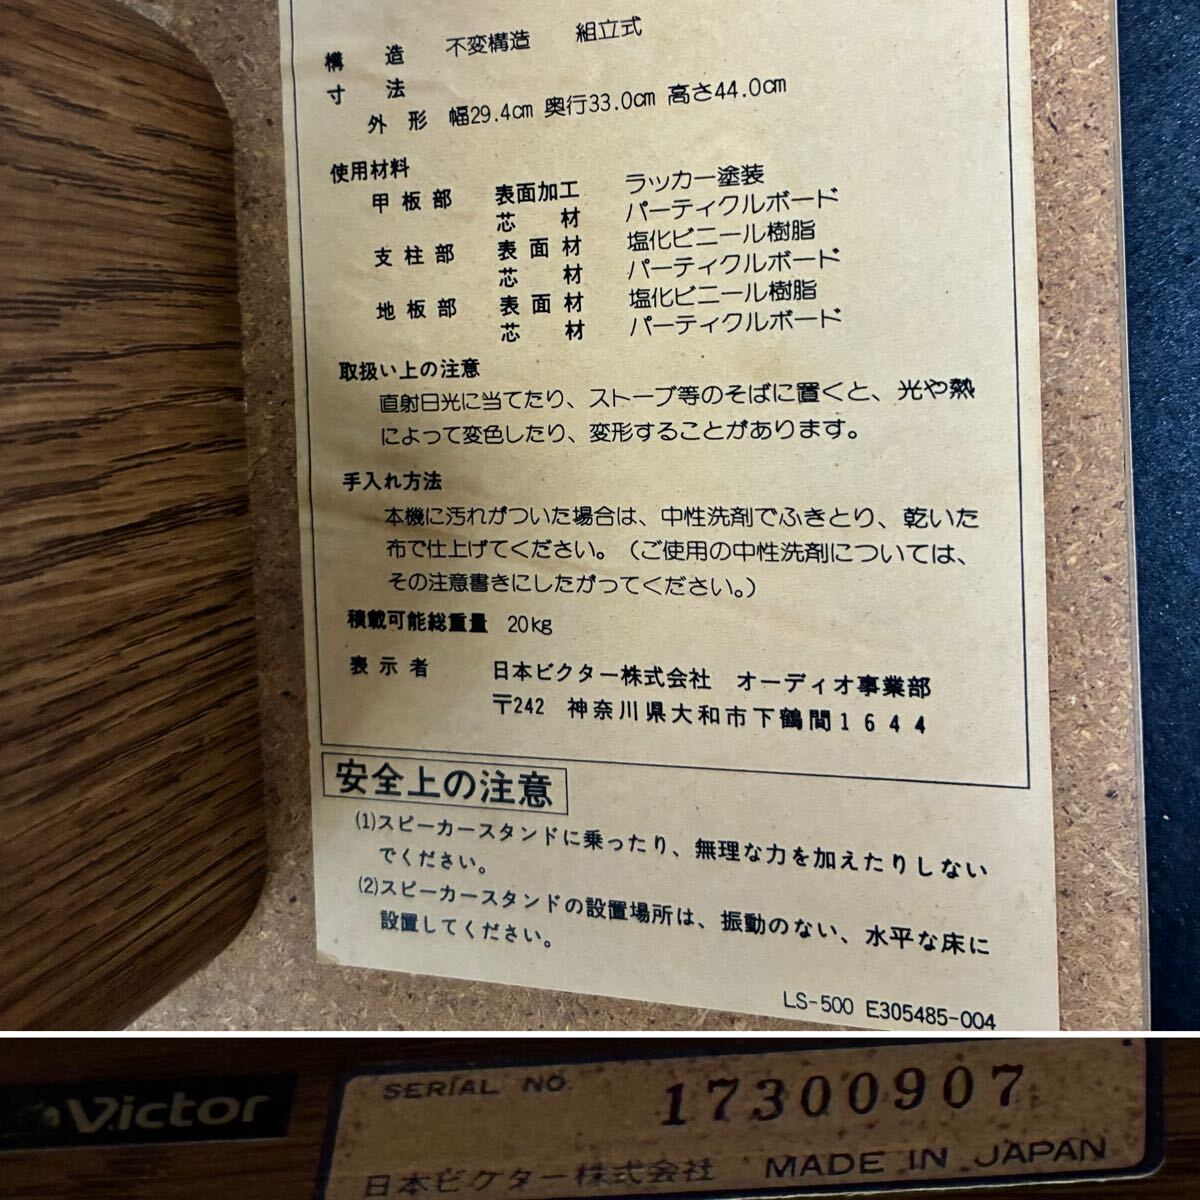 構造 不変構造 組立式
寸法
外形 幅29.4cm 奥行33.0cm 高さ44.0cm
使用材料
甲板部 表面加工 ラッカー塗装
芯材 パーティクルボード
支柱部 表面材 塩化ビニール樹脂
芯材 パーティクルボード
地板部 表面材 塩化ビニール樹脂
芯材 パーティクルボード
取扱い上の注意
直射日光に当てたり、ストーブ等のそばに置くと、光や熱
によって変色したり、変形することがあります。
手入れ方法
本機に汚れがついた場合は、中性洗剤でふきとり、乾いた
布で仕上げてください。（ご使用の中性洗剤については、
その注意書きにしたがってください。）
積載可能総重量 20kg
表示者 日本ビクター株式会社 オーディオ事業部
〒242 神奈川県大和市下鶴間1644
安全上の注意
(1)スピーカースタンドに乗ったり、無理な力を加えたりしない
でください。
(2)スピーカースタンドの設置場所は、振動のない、水平な床に
設置してください。
LS-500 E305485-004
Victor
SERIAL NO. 17300907
日本ビクター株式会社 MADE IN JAPAN